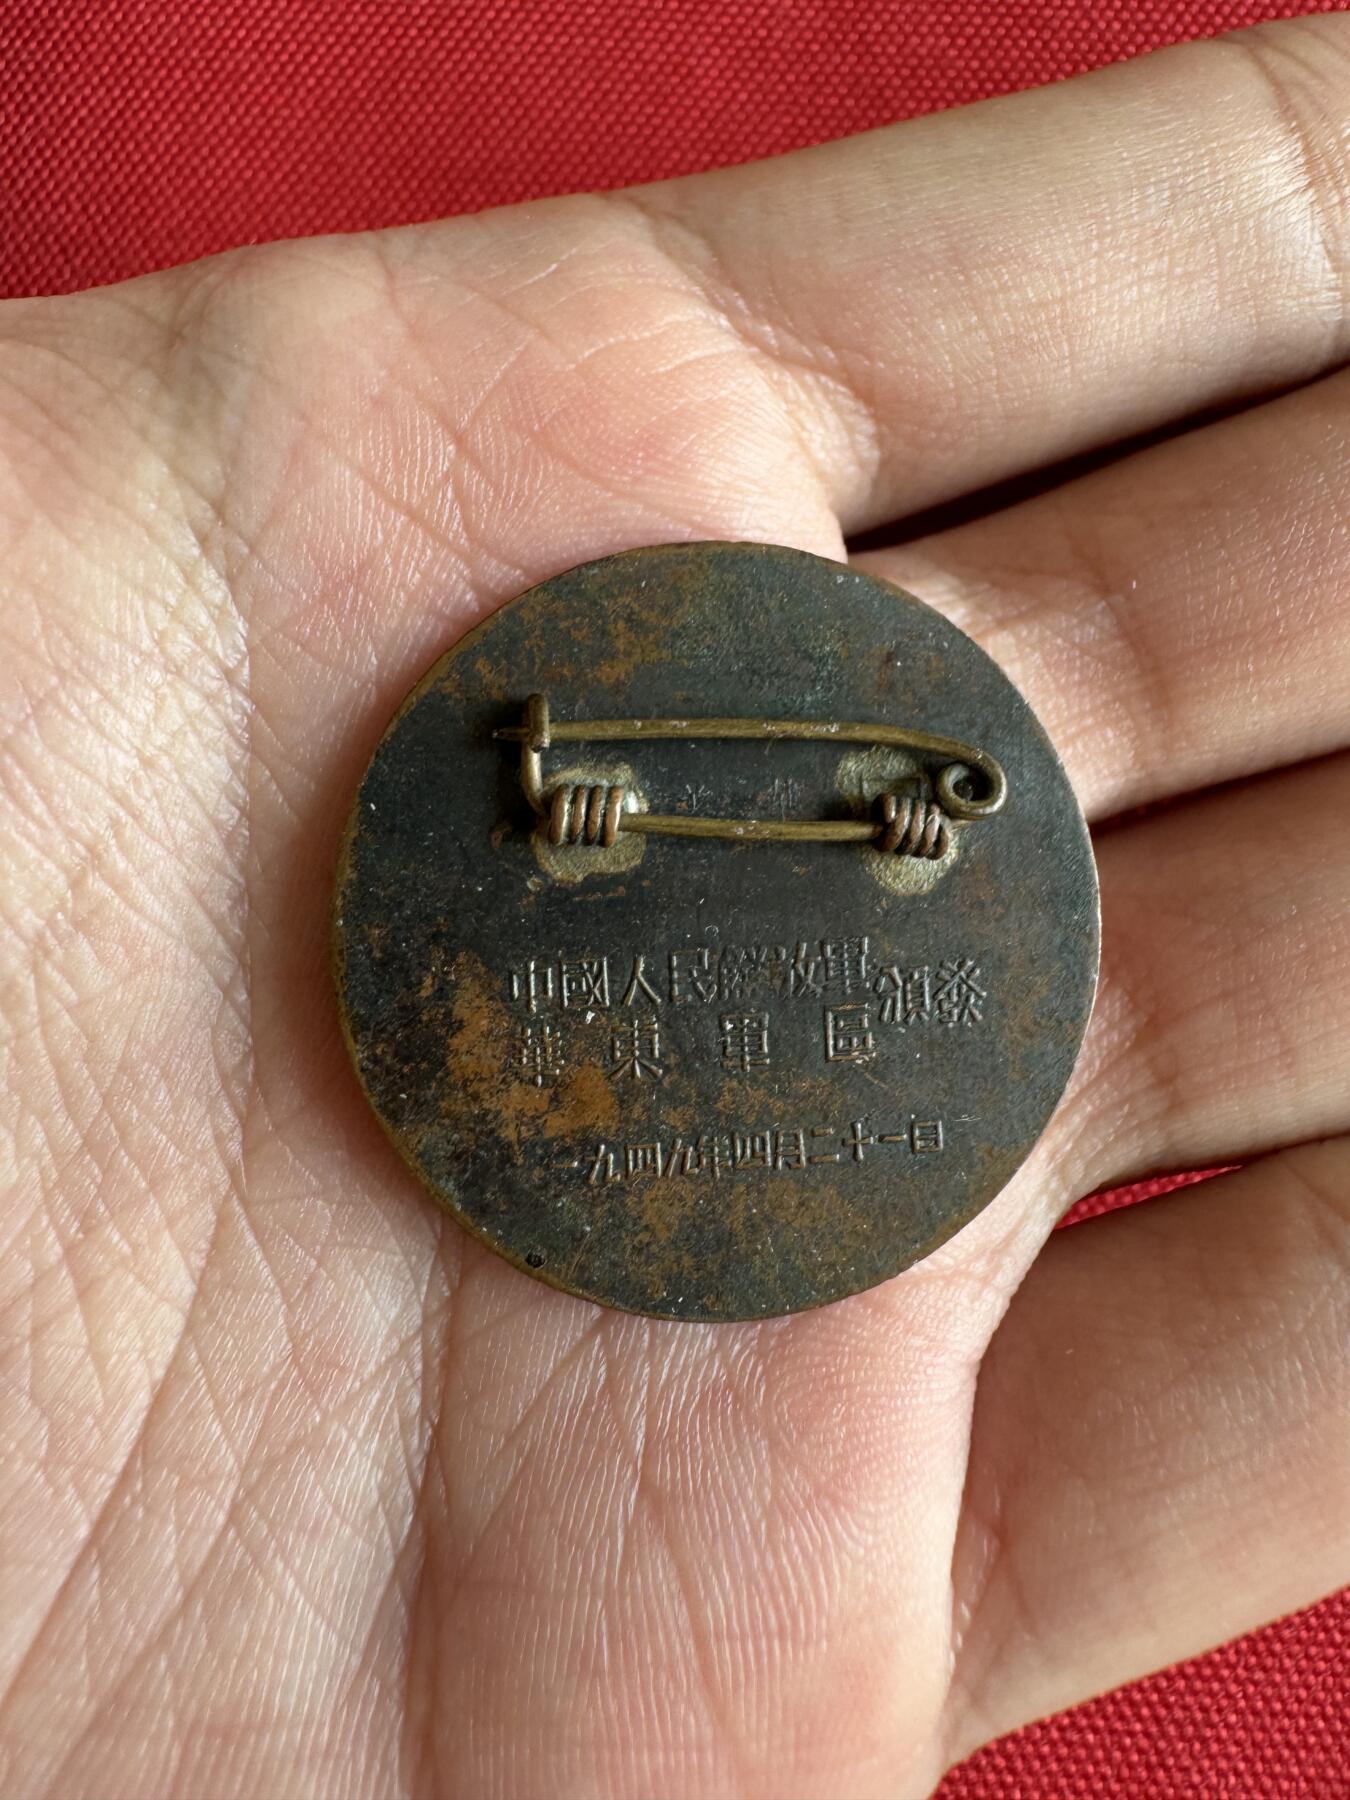 中國人民解放軍
華東軍區
頒發
一九四九年四月二十一日